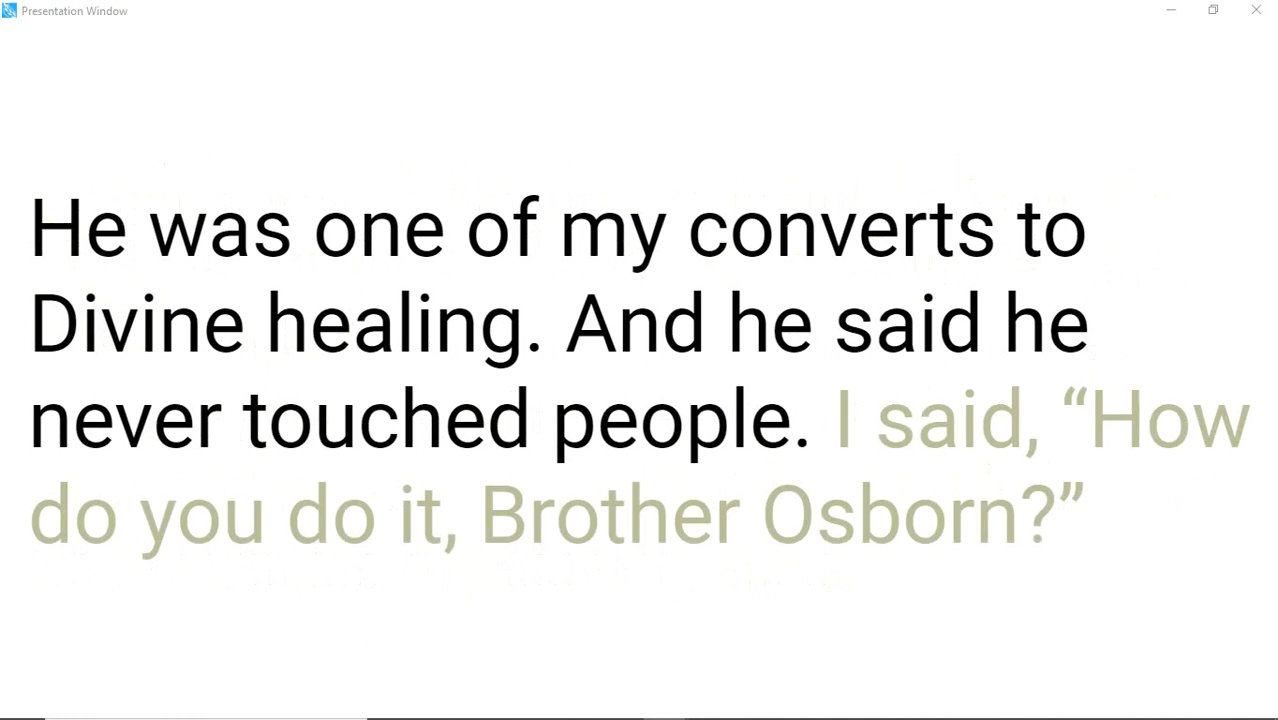 Presentation Window
He was one of my converts to
Divine healing. And he said he
never touched people. I said, “How
do you do it, Brother Osborn?”